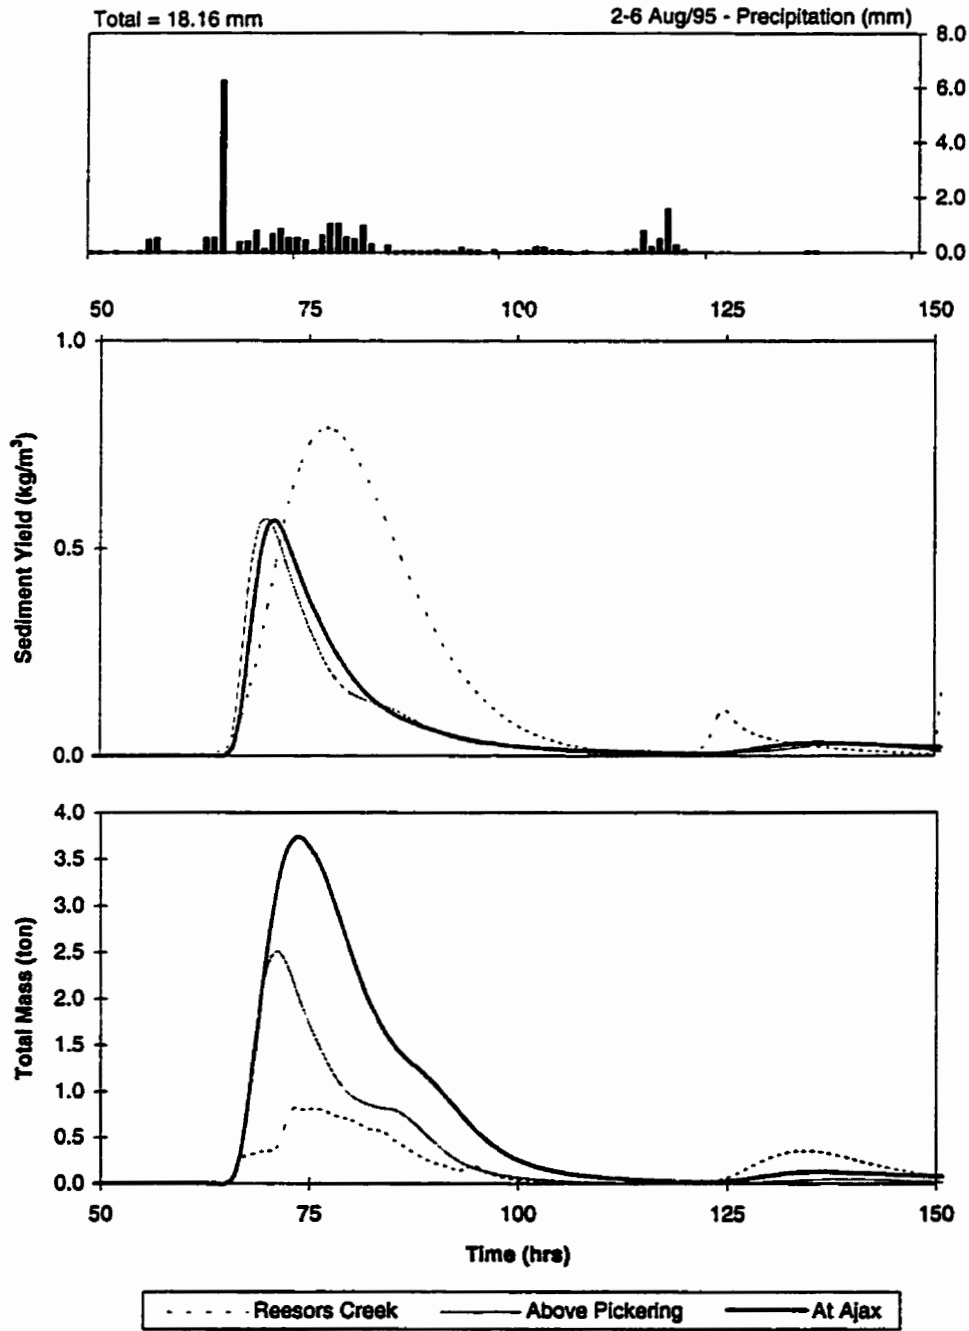 Total = 18.16 mm
2-6 Aug/95 - Precipitation (mm)
8.0
6.0
4.0
2.0
0.0
50 75 100 125 150
1.0
0.5
0.0
Sediment Yield (kg/m³)
4.0
3.5
3.0
2.5
2.0
1.5
1.0
0.5
0.0
Total Mass (ton)
50 75 100 125 150
Time (hrs)
Reesors Creek Above Pickering At Ajax